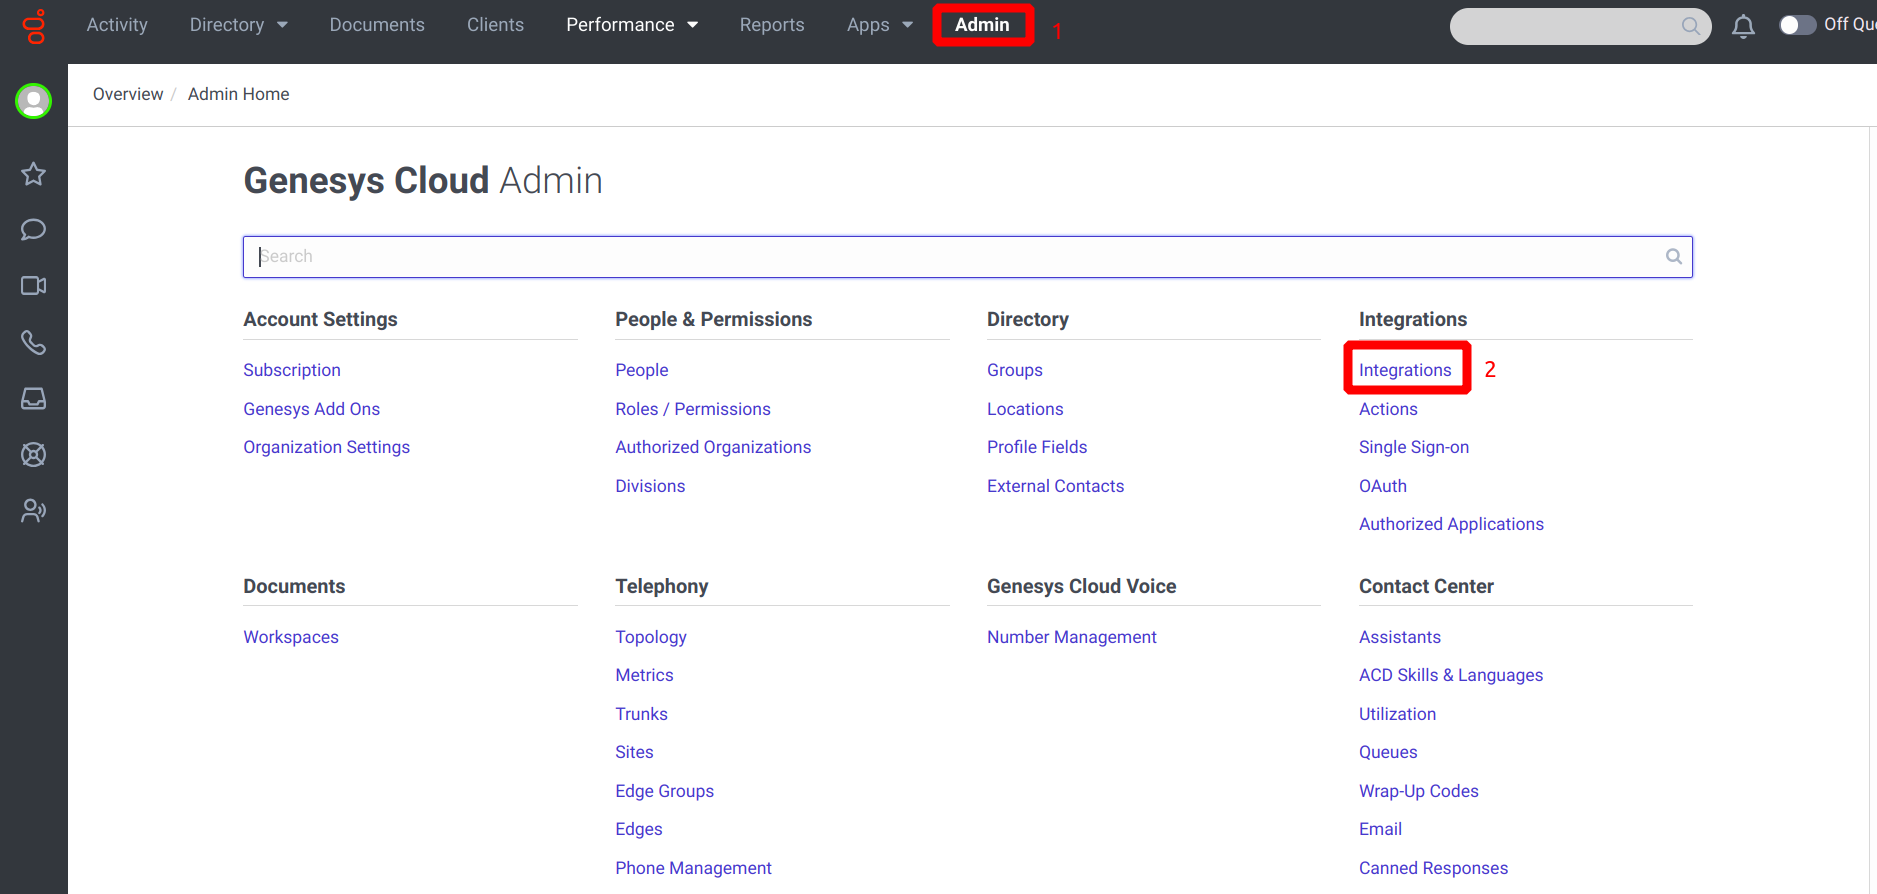 Activity Directory Documents Clients Performance Reports Apps Admin 1 Off Qu
Overview / Admin Home
Genesys Cloud Admin
Search
Account Settings People & Permissions Directory Integrations
Subscription People Groups Integrations 2
Genesys Add Ons Roles / Permissions Locations Actions
Organization Settings Authorized Organizations Profile Fields Single Sign-on
Divisions External Contacts OAuth
Authorized Applications
Documents Telephony Genesys Cloud Voice Contact Center
Workspaces Topology Number Management Assistants
Metrics ACD Skills & Languages
Trunks Utilization
Sites Queues
Edge Groups Wrap-Up Codes
Edges Email
Phone Management Canned Responses